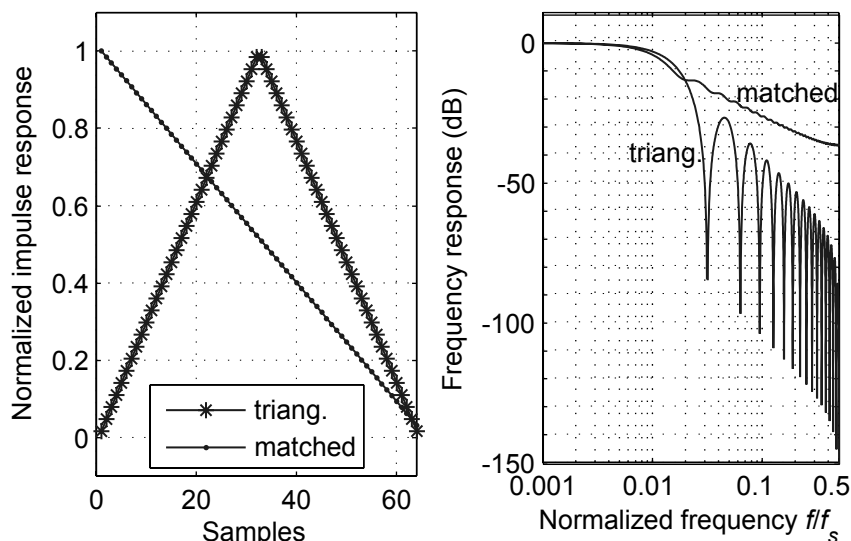 Normalized impulse response
1
0.8
0.6
0.4
0.2
0
triang.
matched
0
20
40
60
Samples
Frequency response (dB)
0
-50
-100
-150
matched
triang.
0.001
0.01
0.1
0.5
Normalized frequency f/fs